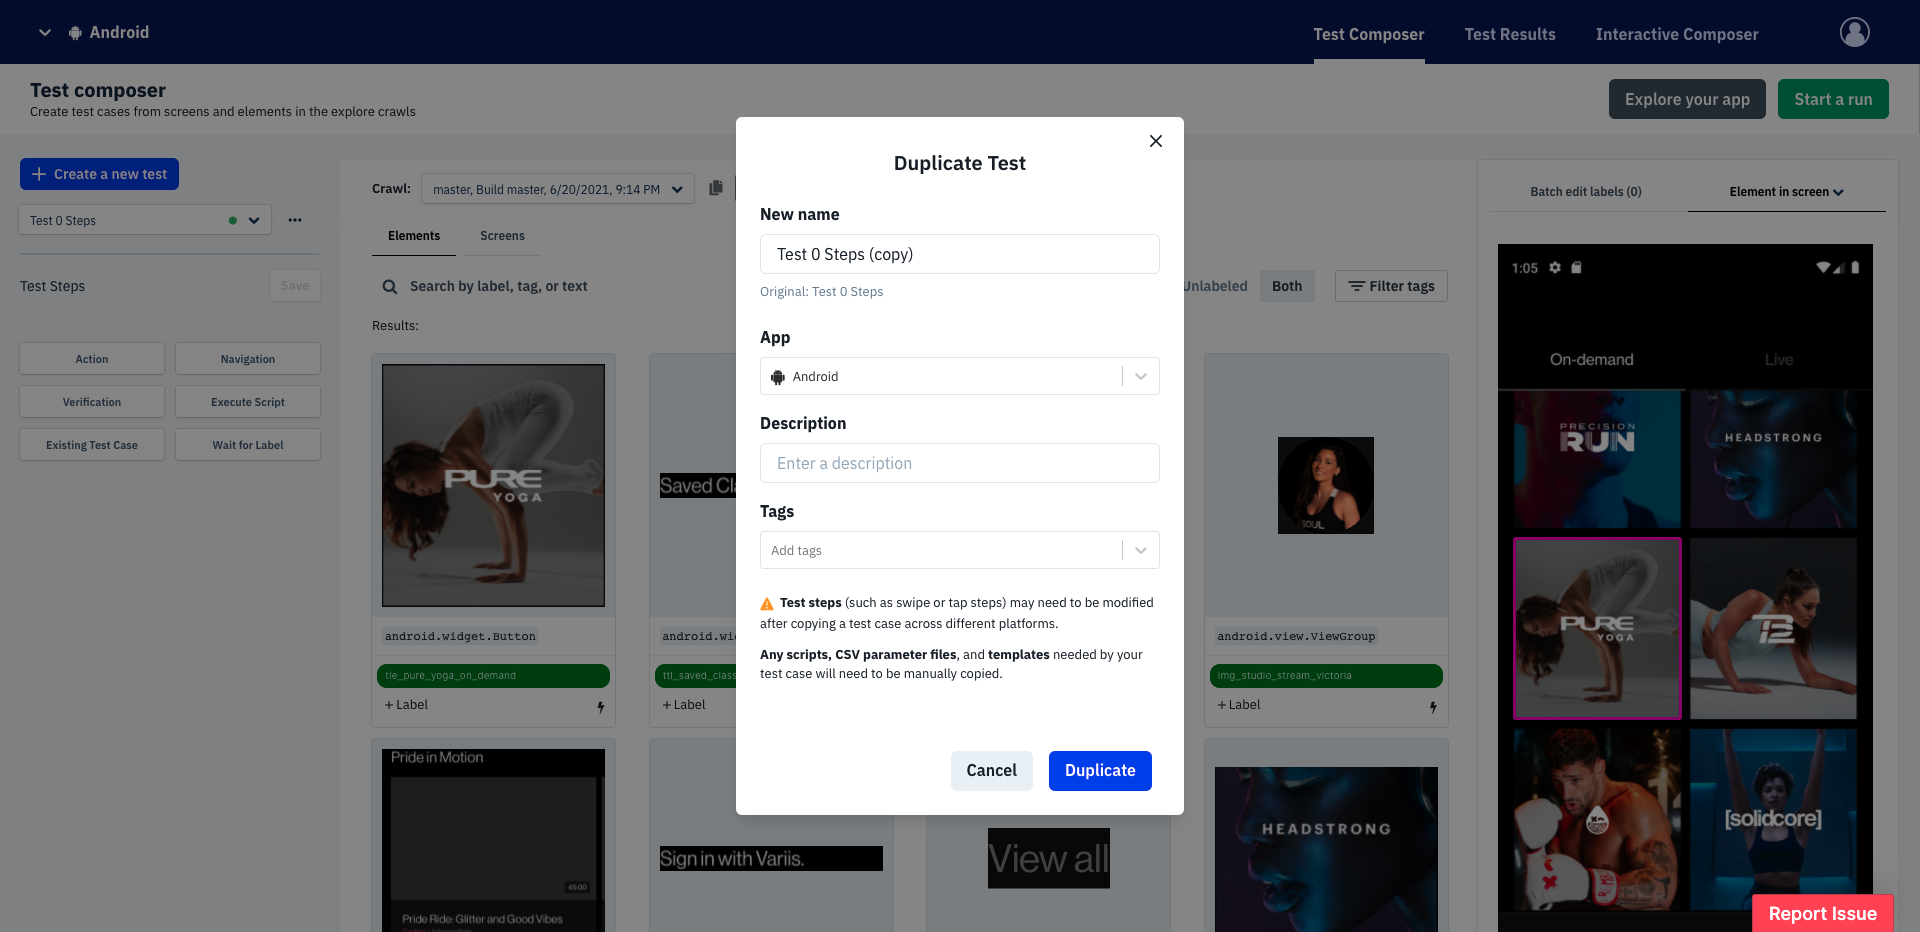 Android
Test Composer
Test Results
Interactive Composer
Test composer
Create test cases from screens and elements in the explore crawls
Explore your app
Start a run
Create a new test
Test 0 Steps
Test Steps
Save
Action
Navigation
Verification
Execute Script
Existing Test Case
Wait for Label
Crawl:
master, Build master, 6/20/2021, 9:14 PM
Elements
Screens
Search by label, tag, or text
Unlabeled
Both
Filter tags
Results:
PURE
YOGA
android.widget.Button
tle_pure_yoga_on_demand
+ Label
Saved Cla
android.wi
ttl_saved_class
+ Label
SOUL
android.view.ViewGroup
img_studio_stream_victoria
+ Label
Pride in Motion
45:00
Pride Ride: Glitter and Good Vibes
Sign in with Variis.
View all
HEADSTRONG
Duplicate Test
New name
Test 0 Steps (copy)
Original: Test 0 Steps
App
Android
Description
Enter a description
Tags
Add tags
Test steps (such as swipe or tap steps) may need to be modified
after copying a test case across different platforms.
Any scripts, CSV parameter files, and templates needed by your
test case will need to be manually copied.
Cancel
Duplicate
Batch edit labels (0)
Element in screen
1:05
On-demand
Live
PRECISION
RUN
HEADSTRONG
PURE
YOGA
[solidcore]
Report Issue